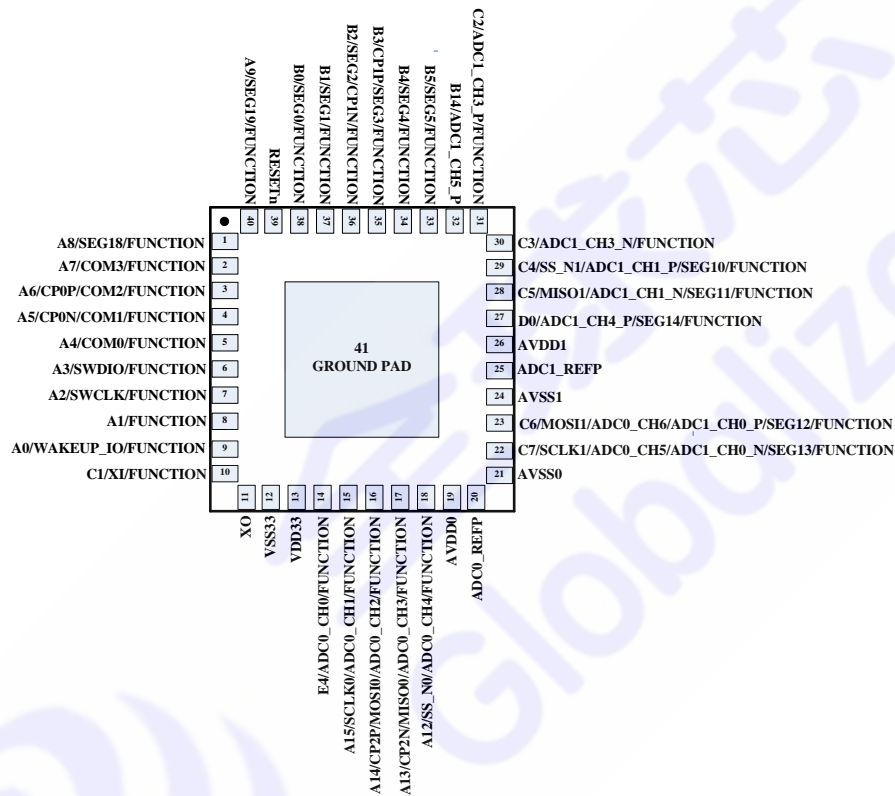 A9/SEG19/FUNCTION
RESETn
B0/SEG0/FUNCTION
B1/SEG1/FUNCTION
B2/SEG2/CP1N/FUNCTION
B3/CP1P/SEG3/FUNCTION
B4/SEG4/FUNCTION
B5/SEG5/FUNCTION
B14/ADC1_CH5_P
C2/ADC1_CH3_P/FUNCTION
40
39
38
37
36
35
34
33
32
31
A8/SEG18/FUNCTION 1
A7/COM3/FUNCTION 2
A6/CP0P/COM2/FUNCTION 3
A5/CP0N/COM1/FUNCTION 4
A4/COM0/FUNCTION 5
A3/SWDIO/FUNCTION 6
A2/SWCLK/FUNCTION 7
A1/FUNCTION 8
A0/WAKEUP_IO/FUNCTION 9
C1/XI/FUNCTION 10
41
GROUND PAD
30 C3/ADC1_CH3_N/FUNCTION
29 C4/SS_N1/ADC1_CH1_P/SEG10/FUNCTION
28 C5/MISO1/ADC1_CH1_N/SEG11/FUNCTION
27 D0/ADC1_CH4_P/SEG14/FUNCTION
26 AVDD1
25 ADC1_REFP
24 AVSS1
23 C6/MOSI1/ADC0_CH6/ADC1_CH0_P/SEG12/FUNCTION
22 C7/SCLK1/ADC0_CH5/ADC1_CH0_N/SEG13/FUNCTION
21 AVSS0
11
12
13
14
15
16
17
18
19
20
XO
VSS33
VDD33
E4/ADC0_CH0/FUNCTION
A15/SCLK0/ADC0_CH1/FUNCTION
A14/CP2P/MOSI0/ADC0_CH2/FUNCTION
A13/CP2N/MISO0/ADC0_CH3/FUNCTION
A12/SS_N0/ADC0_CH4/FUNCTION
AVDD0
ADC0_REFP